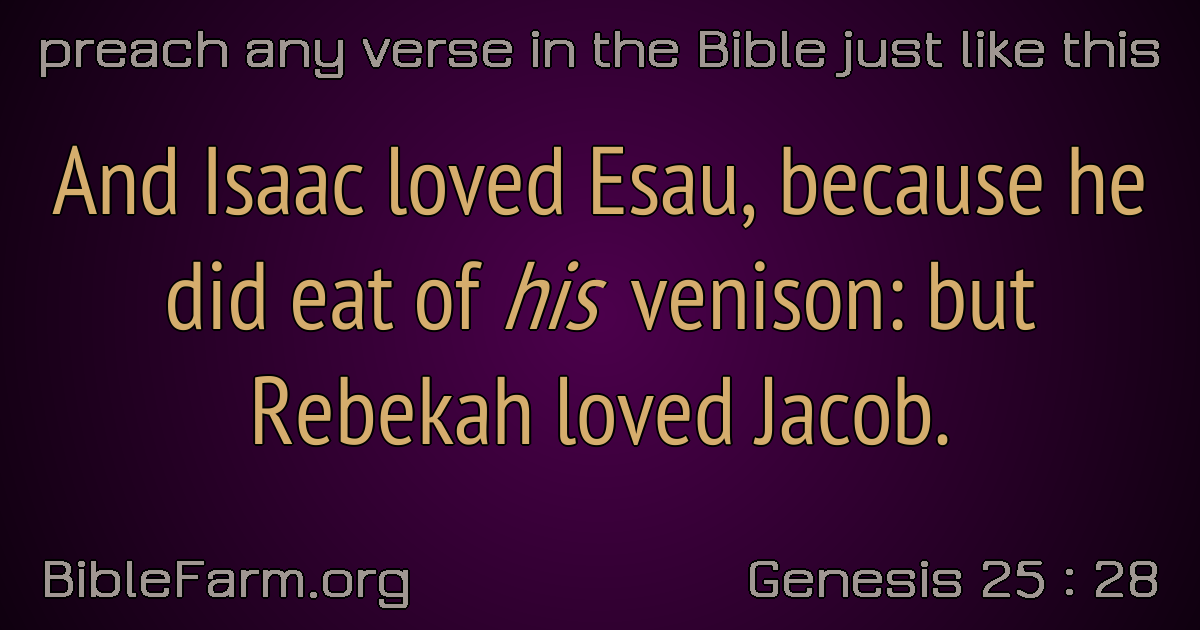 preach any verse in the Bible just like this
And Isaac loved Esau, because he
did eat of his venison: but
Rebekah loved Jacob.
BibleFarm.org
Genesis 25 : 28